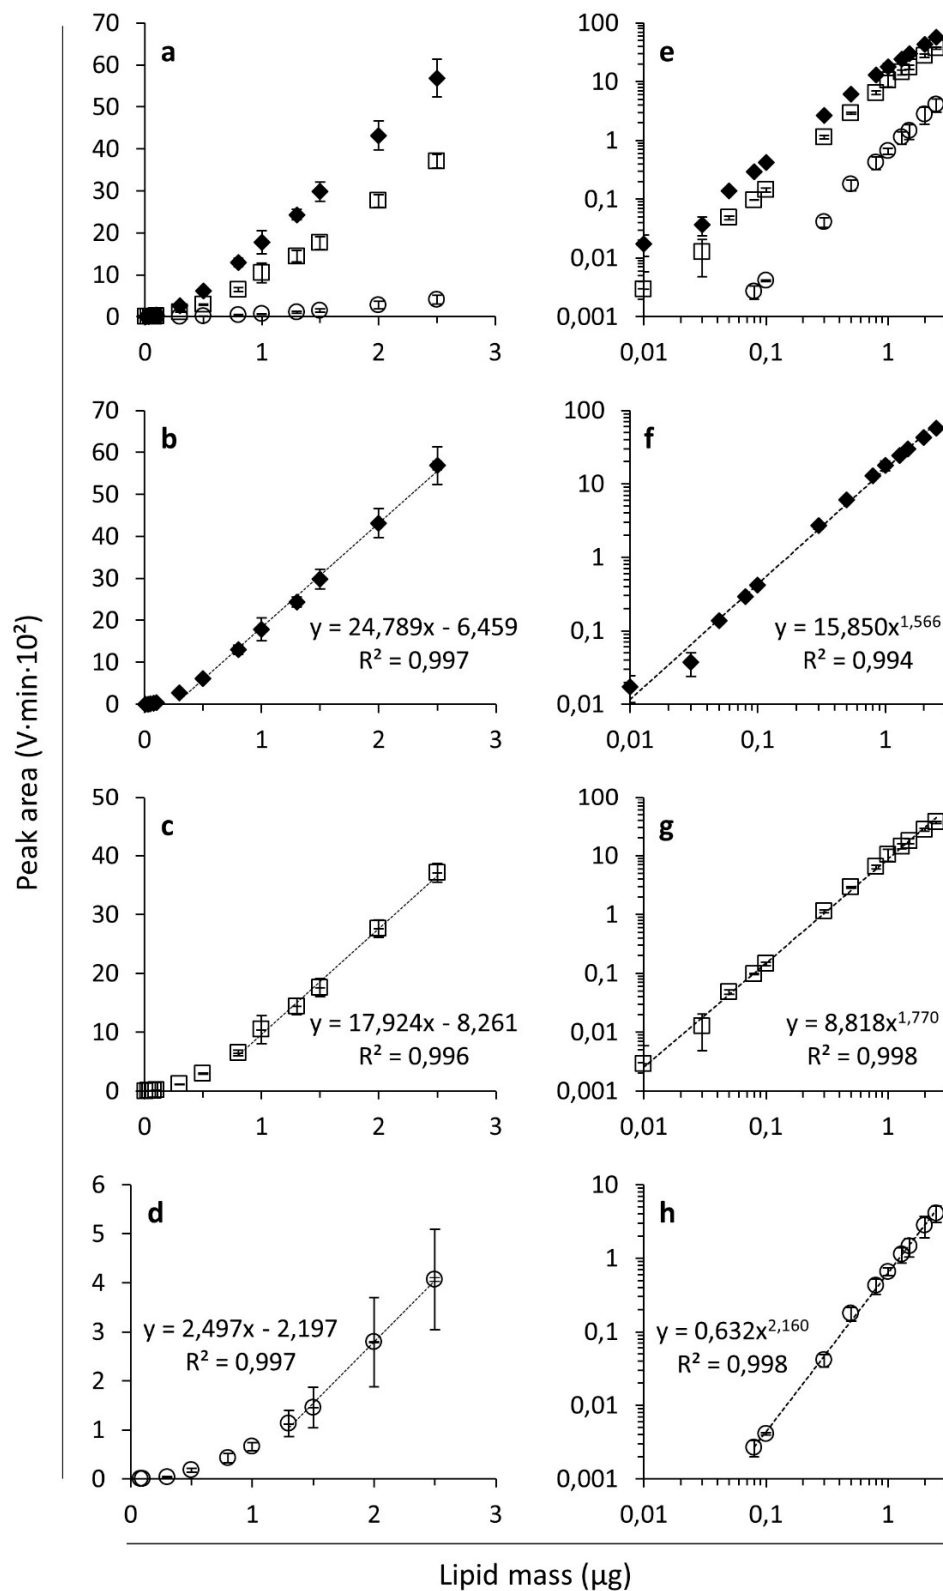 Peak area (V·min·10²)
a
70
60
50
40
30
20
10
0
0 1 2 3
e
100
10
1
0,1
0,01
0,001
0,01 0,1 1
b
70
60
50
40
30
20
10
0
y = 24,789x - 6,459
R² = 0,997
0 1 2 3
f
100
10
1
0,1
0,01
y = 15,850x^1,566
R² = 0,994
0,01 0,1 1
c
50
40
30
20
10
0
y = 17,924x - 8,261
R² = 0,996
0 1 2 3
g
100
10
1
0,1
0,01
0,001
y = 8,818x^1,770
R² = 0,998
0,01 0,1 1
d
6
5
4
3
2
1
0
y = 2,497x - 2,197
R² = 0,997
0 1 2 3
h
10
1
0,1
0,01
0,001
y = 0,632x^2,160
R² = 0,998
0,01 0,1 1
Lipid mass (µg)